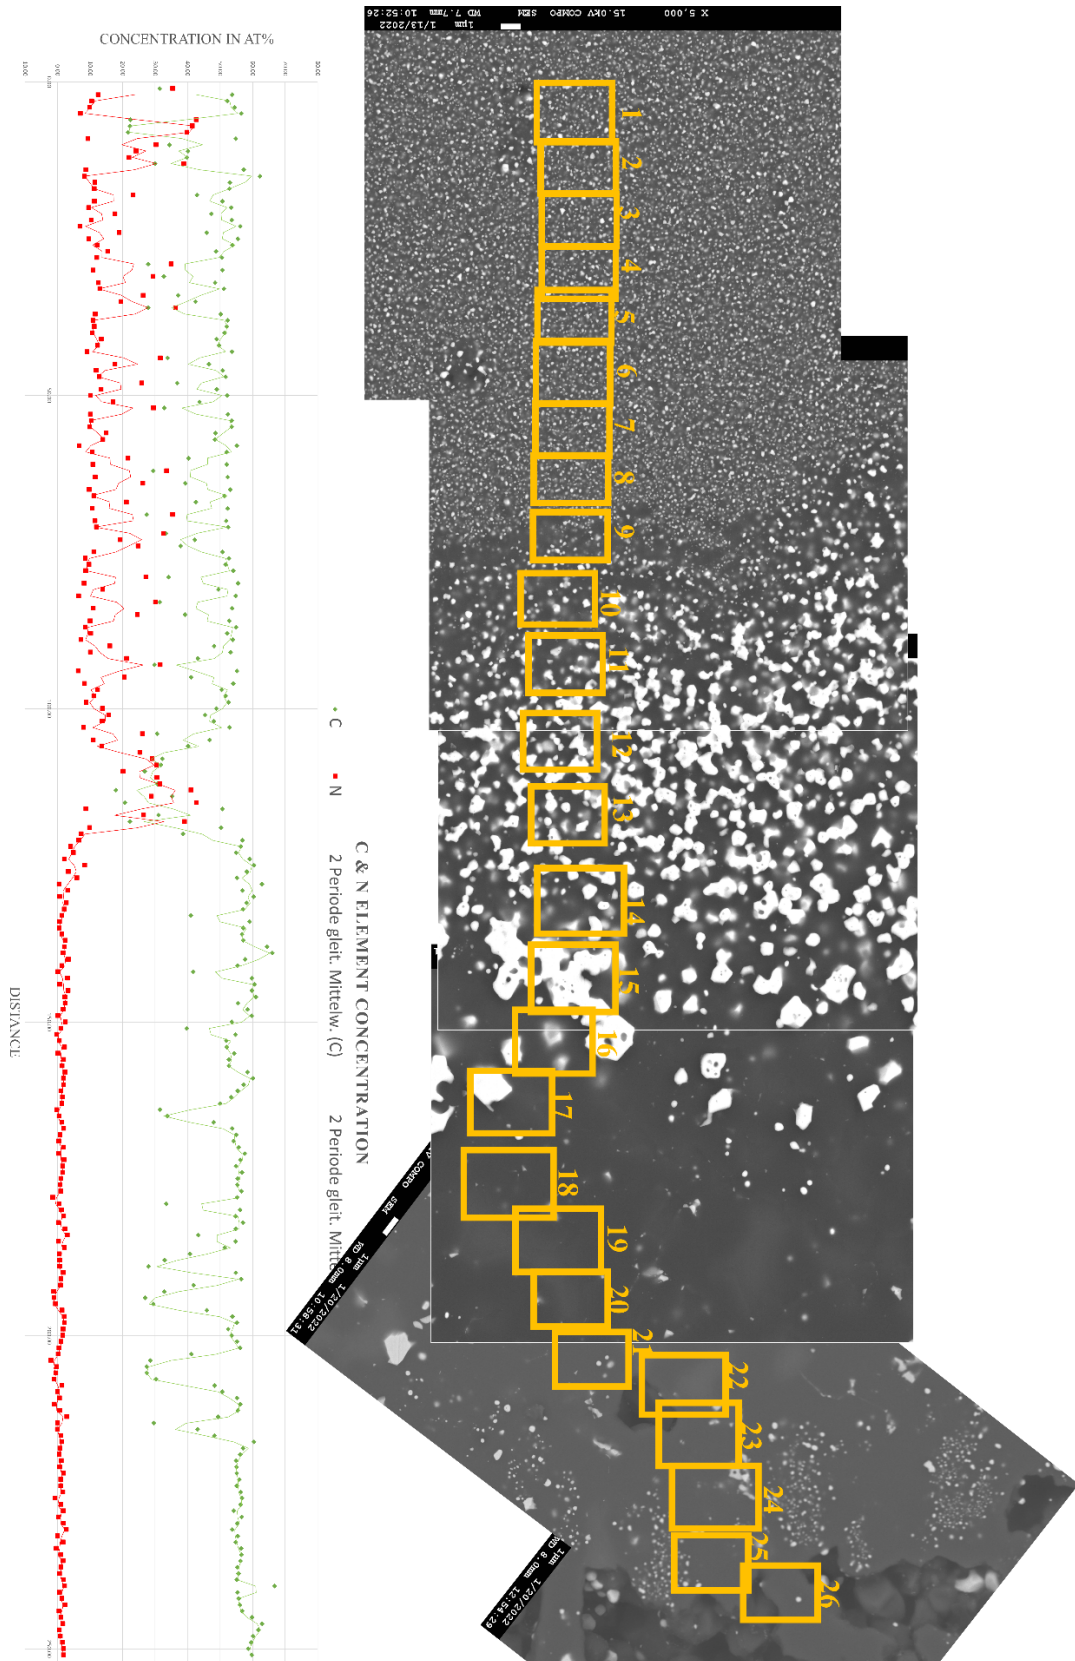 X 5,000 15.0kV COMPO SEM WD 7.7mm 10:52:26
1µm 1/13/2022
1
2
3
4
5
6
7
8
9
10
11
12
13
14
15
16
17
18
19
20
21
22
23
24
25
26
COMPO SEM WD 8.0mm 10:58:31
1µm 1/20/2022
WD 8.0mm 12:54:29
1µm 1/20/2022
C & N ELEMENT CONCENTRATION
C N 2 Periode gleit. Mittelw. (C) 2 Periode gleit. Mitte
CONCENTRATION IN AT%
DISTANCE